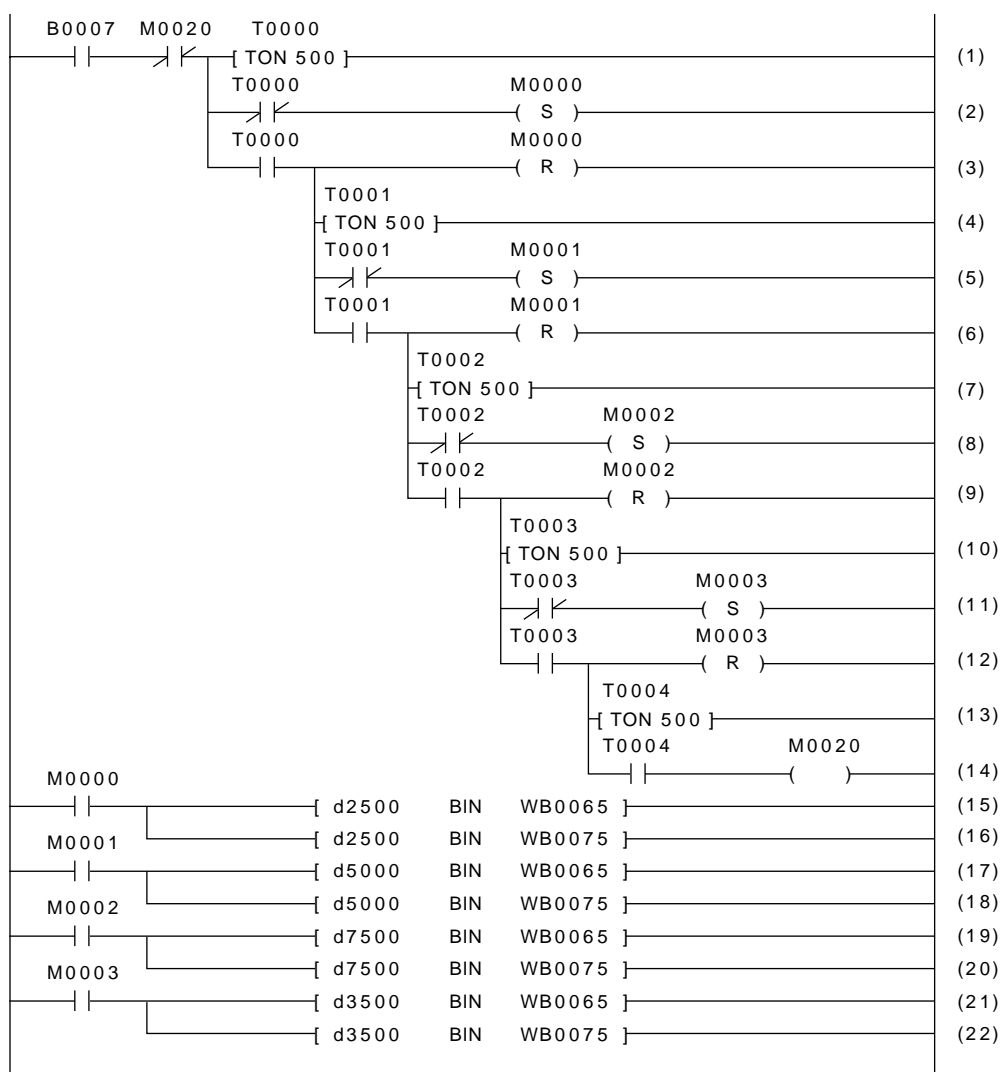 B0007 M0020 T0000
[ TON 500 ] (1)
T0000 M0000
( S ) (2)
T0000 M0000
( R ) (3)
T0001
[ TON 500 ] (4)
T0001 M0001
( S ) (5)
T0001 M0001
( R ) (6)
T0002
[ TON 500 ] (7)
T0002 M0002
( S ) (8)
T0002 M0002
( R ) (9)
T0003
[ TON 500 ] (10)
T0003 M0003
( S ) (11)
T0003 M0003
( R ) (12)
T0004
[ TON 500 ] (13)
T0004 M0020
( ) (14)
M0000
[ d2500 BIN WB0065 ] (15)
[ d2500 BIN WB0075 ] (16)
M0001
[ d5000 BIN WB0065 ] (17)
[ d5000 BIN WB0075 ] (18)
M0002
[ d7500 BIN WB0065 ] (19)
[ d7500 BIN WB0075 ] (20)
M0003
[ d3500 BIN WB0065 ] (21)
[ d3500 BIN WB0075 ] (22)